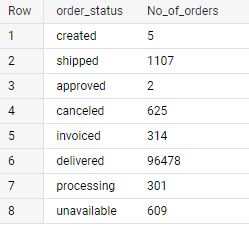 Row order_status No_of_orders
1 created 5
2 shipped 1107
3 approved 2
4 canceled 625
5 invoiced 314
6 delivered 96478
7 processing 301
8 unavailable 609